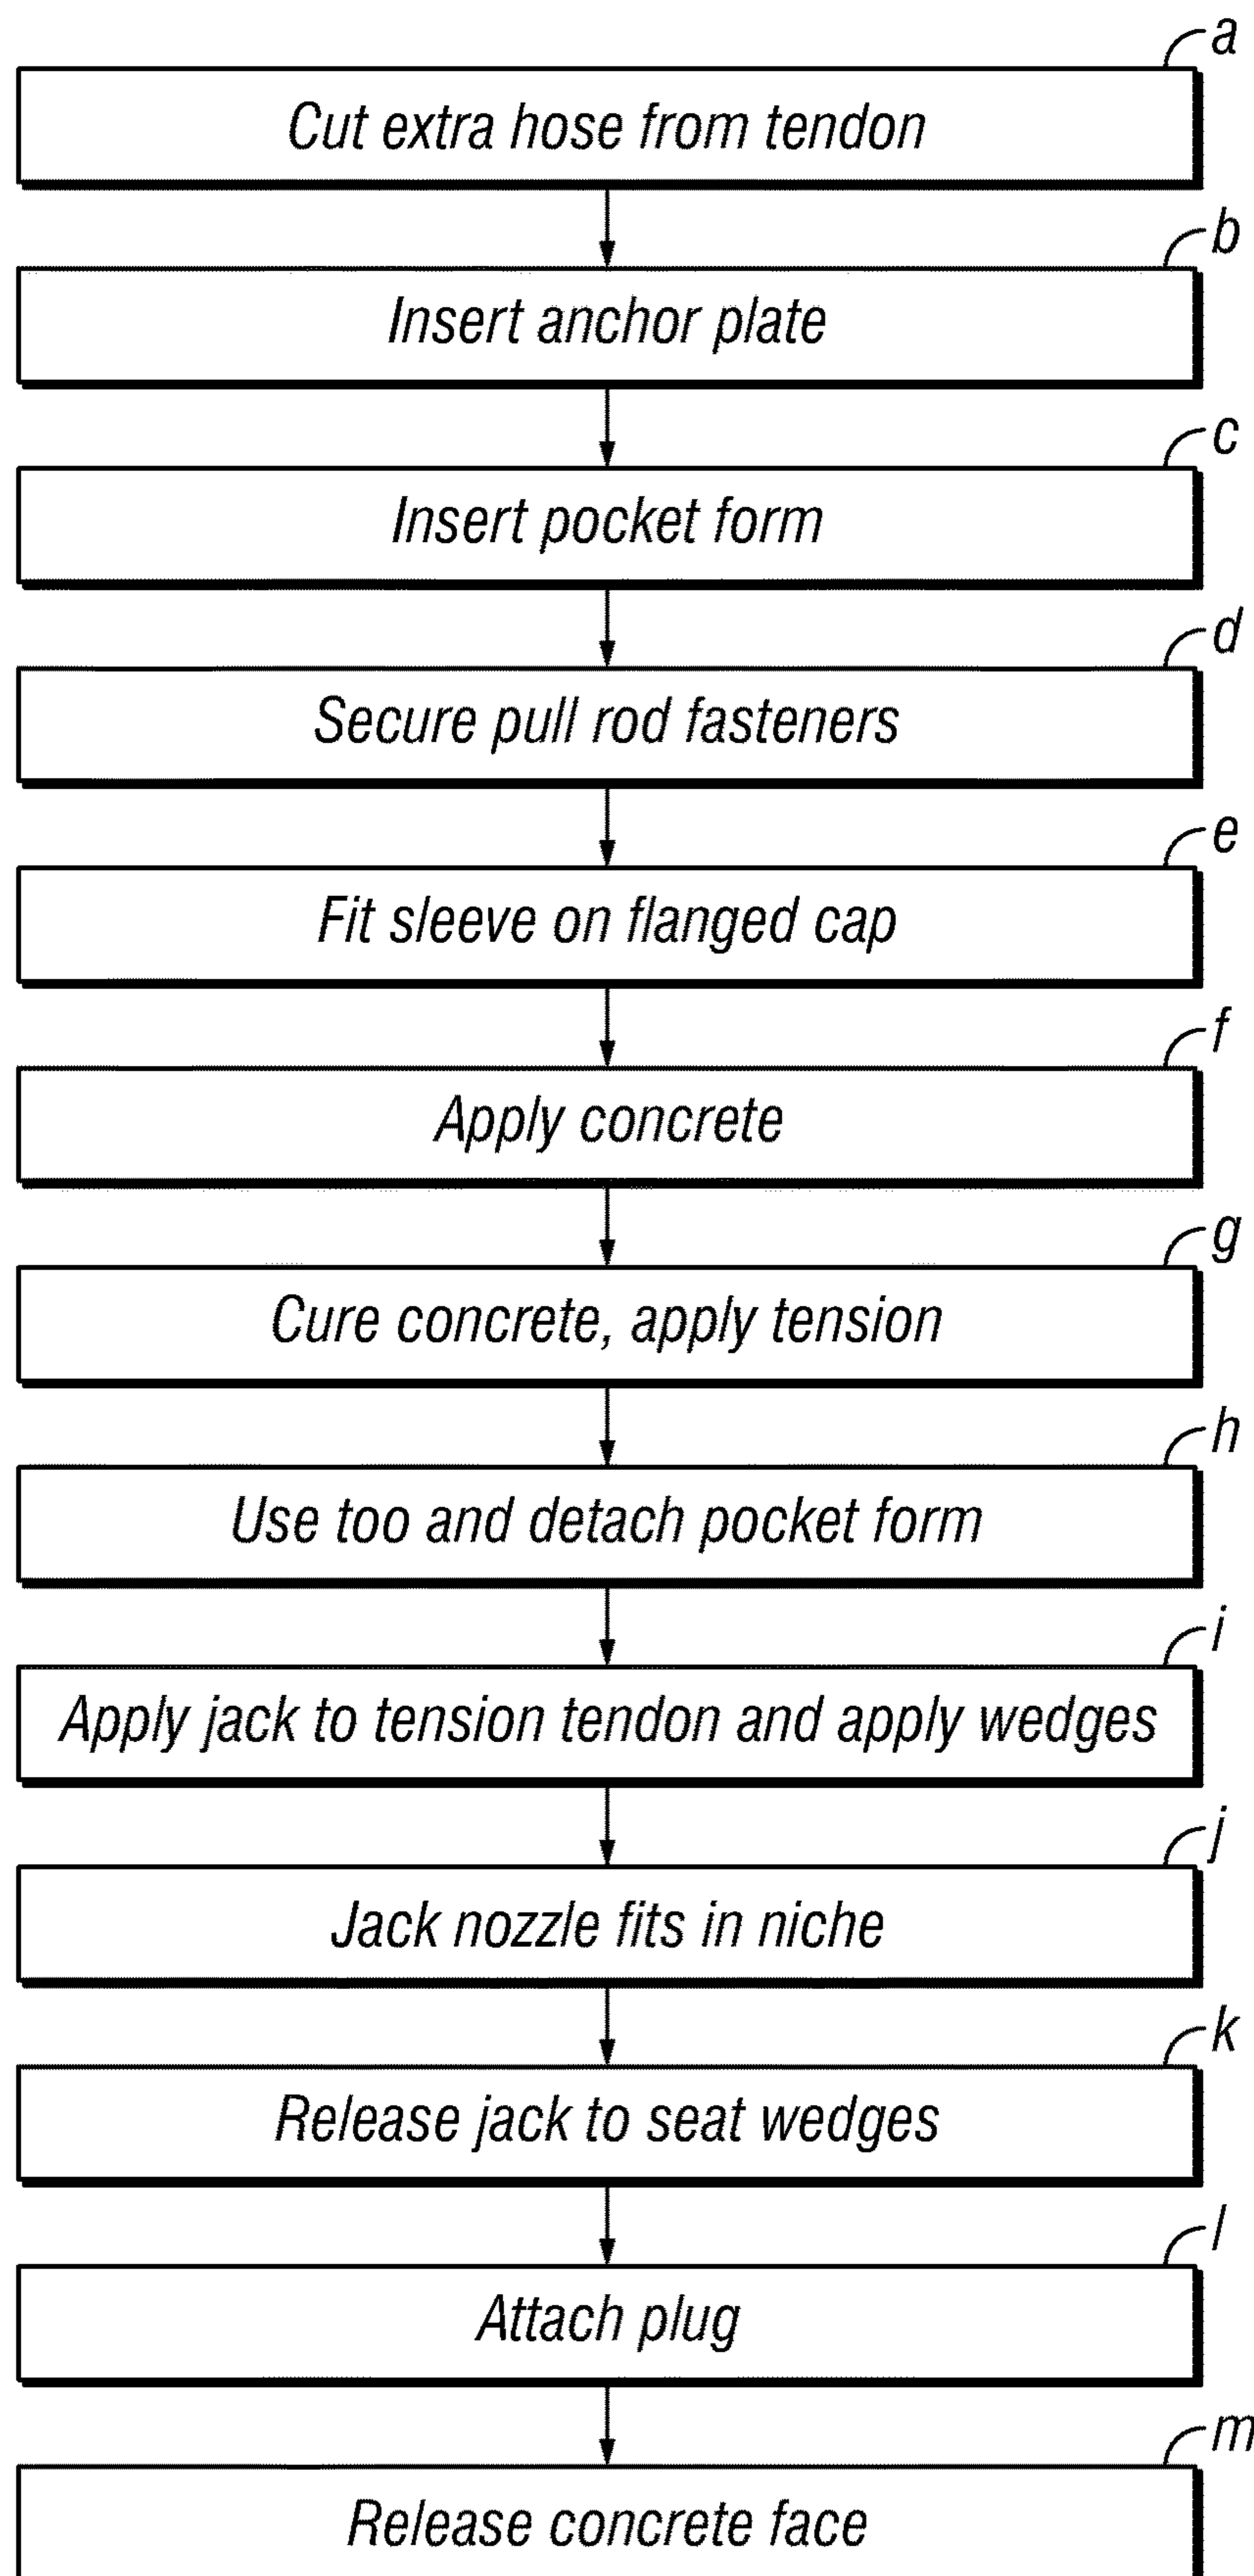 a
Cut extra hose from tendon
b
Insert anchor plate
c
Insert pocket form
d
Secure pull rod fasteners
e
Fit sleeve on flanged cap
f
Apply concrete
g
Cure concrete, apply tension
h
Use too and detach pocket form
i
Apply jack to tension tendon and apply wedges
j
Jack nozzle fits in niche
k
Release jack to seat wedges
l
Attach plug
m
Release concrete face